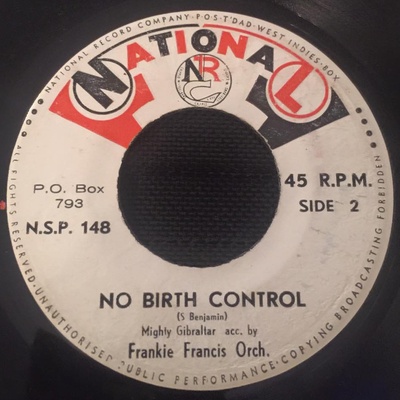 NATIONAL RECORD COMPANY-P-O-S-T'DAD-WEST INDIES-BOX
NATIONAL
NR
C
P.O. Box
793
N.S.P. 148
45 R.P.M.
SIDE 2
NO BIRTH CONTROL
(S Benjamin)
Mighty Gibraltar acc. by
Frankie Francis Orch.
ALL RIGHTS RESERVED-UNAUTHORISED PUBLIC PERFORMANCE-COPYING BROADCASTING FORBIDDEN